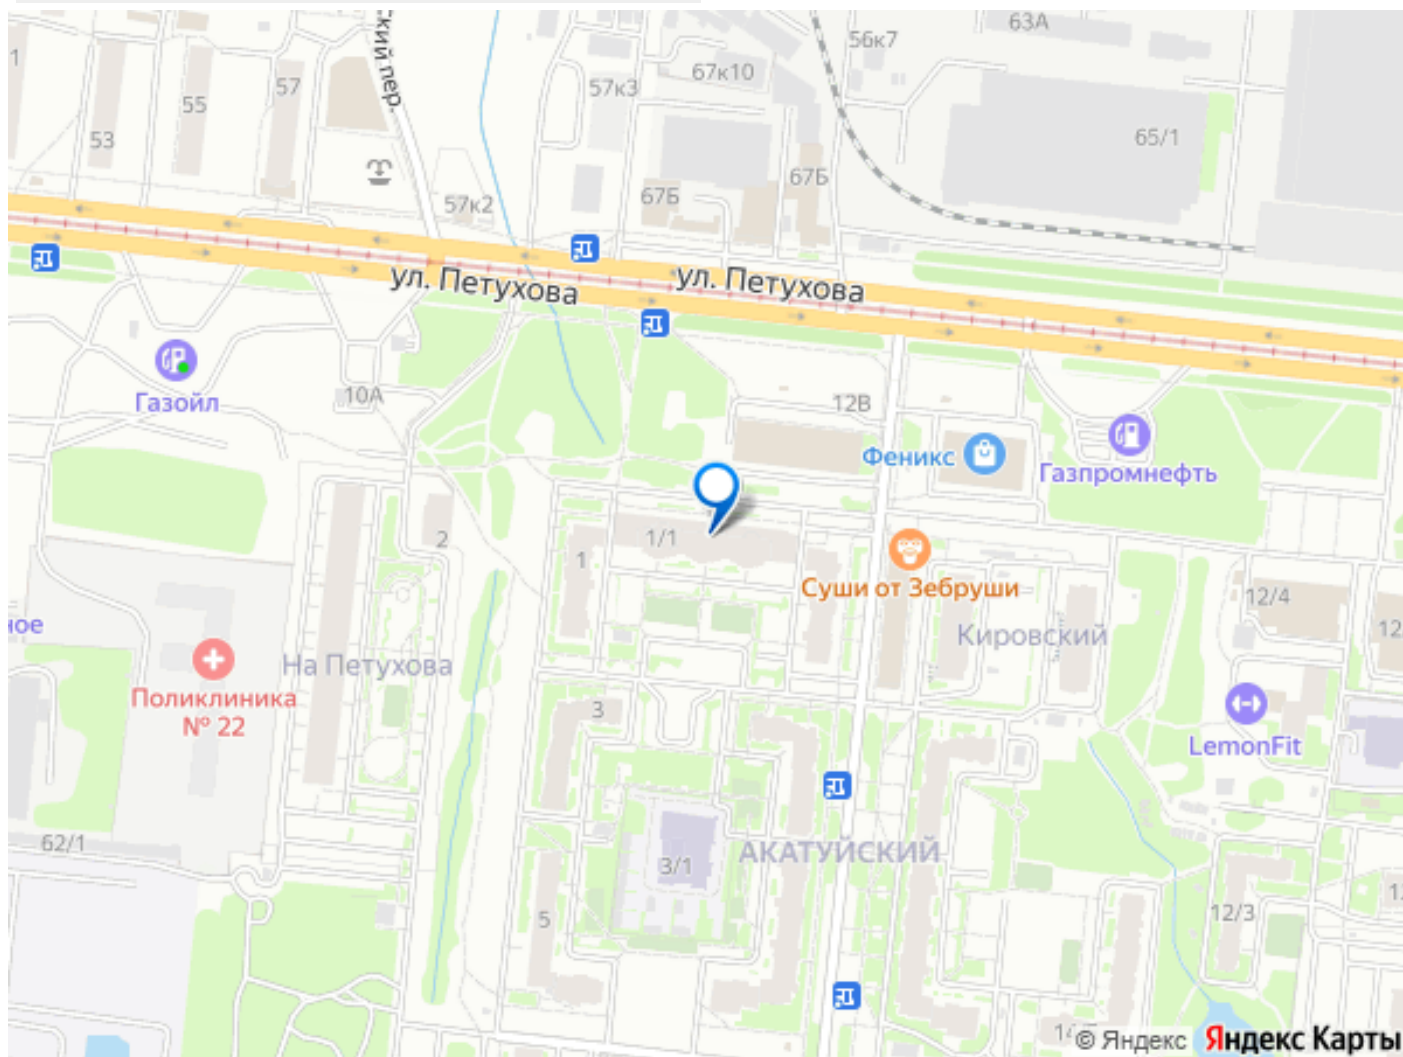 63А
56к7
ский пер.
1
57
67к10
57к3
55
53
65/1
67Б
67Б
57к2
ул. Петухова
ул. Петухова
Газойл
10А
12В
Феникс
Газпромнефть
2
1
1/1
Суши от Зебруши
12/4
12
ное
На Петухова
Кировский
Поликлиника
№ 22
3
LemonFit
62/1
3/1
АКАТУЙСКИЙ
5
12/3
1
© Яндекс
Яндекс Карты